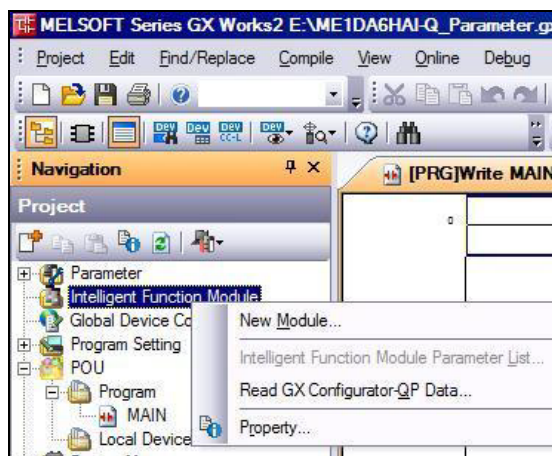 MELSOFT Series GX Works2 E:\ME1DA6HAI-Q_Parameter.gx
Project Edit Find/Replace Compile View Online Debug
Navigation
[PRG]Write MAIN
Project
0
Parameter
Intelligent Function Module
Global Device Co
New Module...
Program Setting
Intelligent Function Module Parameter List...
POU
Read GX Configurator-QP Data...
Program
MAIN
Property...
Local Device